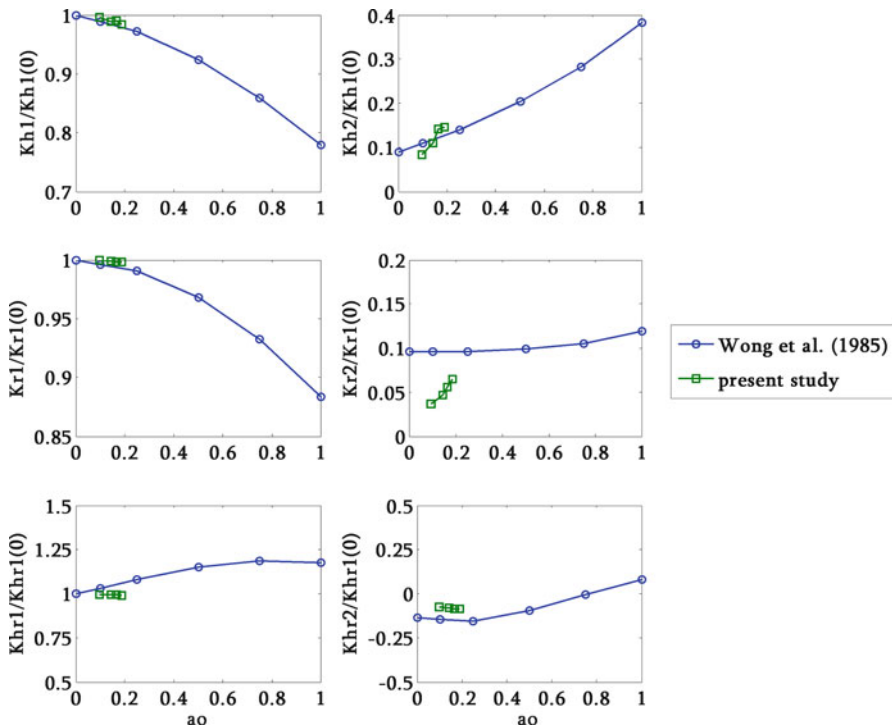 Kh1/Kh1(0)
1
0.9
0.8
0.7
0 0.2 0.4 0.6 0.8 1
Kh2/Kh1(0)
0.4
0.3
0.2
0.1
0
0 0.2 0.4 0.6 0.8 1
Kr1/Kr1(0)
1
0.95
0.9
0.85
0 0.2 0.4 0.6 0.8 1
Kr2/Kr1(0)
0.2
0.15
0.1
0.05
0
0 0.2 0.4 0.6 0.8 1
Wong et al. (1985)
present study
Khr1/Khr1(0)
1.5
1.25
1
0.75
0.5
0 0.2 0.4 0.6 0.8 1
ao
Khr2/Khr1(0)
0.5
0.25
0
-0.25
-0.5
0 0.2 0.4 0.6 0.8 1
ao